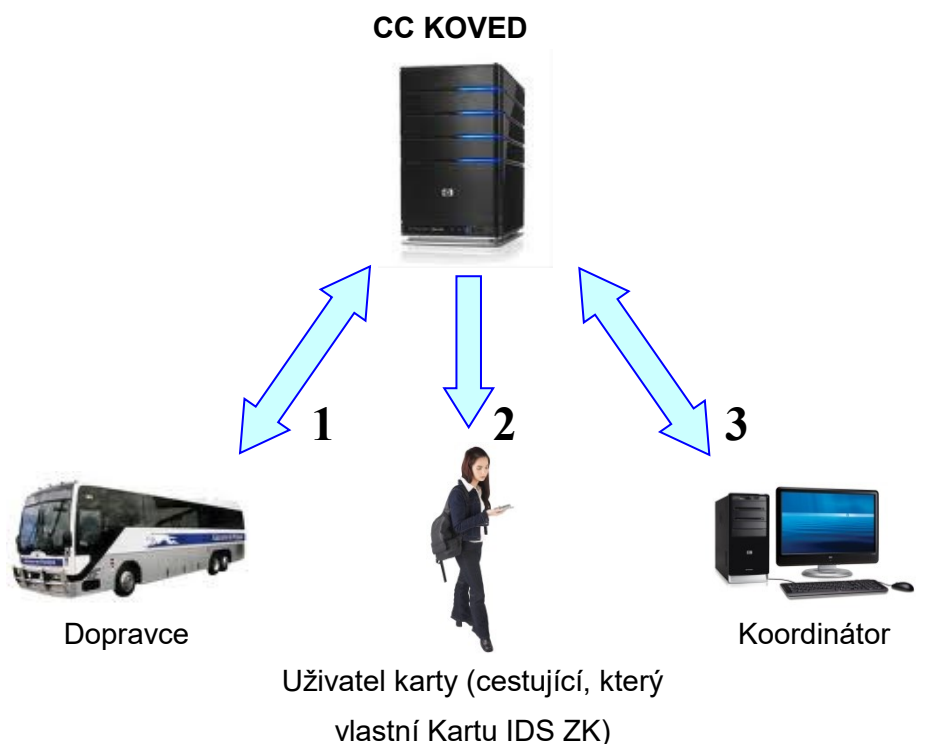 CC KOVED
1
2
3
Dopravce
Koordinátor
Uživatel karty (cestující, který
vlastní Kartu IDS ZK)